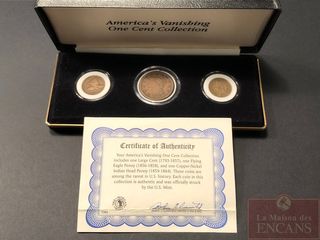 America's Vanishing
One Cent Collection
Certificate of Authenticity
Your America's Vanishing One Cent Collection,
includes one Large Cent (1793-1857), one Flying
Eagle Penny (1856-1858), and one Copper-Nickel
Indian Head Penny (1859-1864). These coins are
among the rarest in U.S. history. Each coin in this
collection is authentic and was officially struck
by the U.S. Mint.
La Maison des
ENCANS